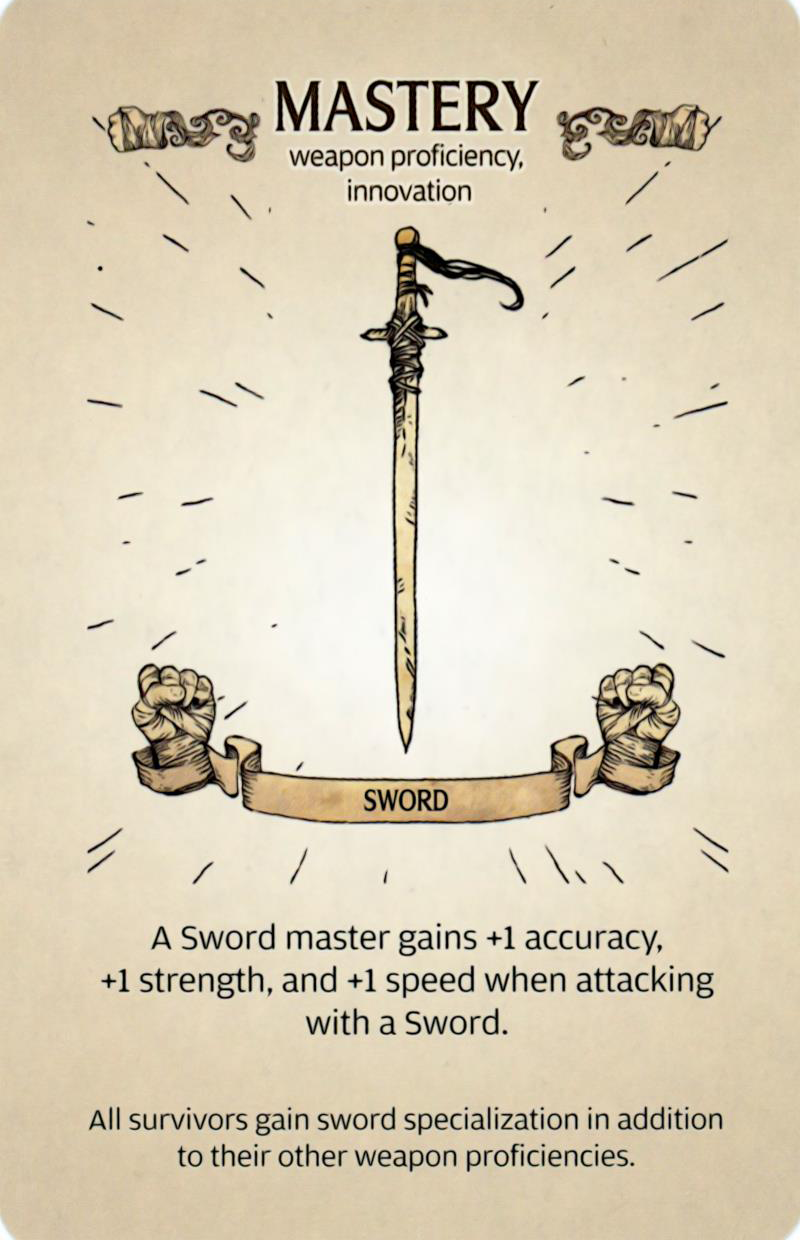 MASTERY
weapon proficiency,
innovation
SWORD
A Sword master gains +1 accuracy,
+1 strength, and +1 speed when attacking
with a Sword.
All survivors gain sword specialization in addition
to their other weapon proficiencies.